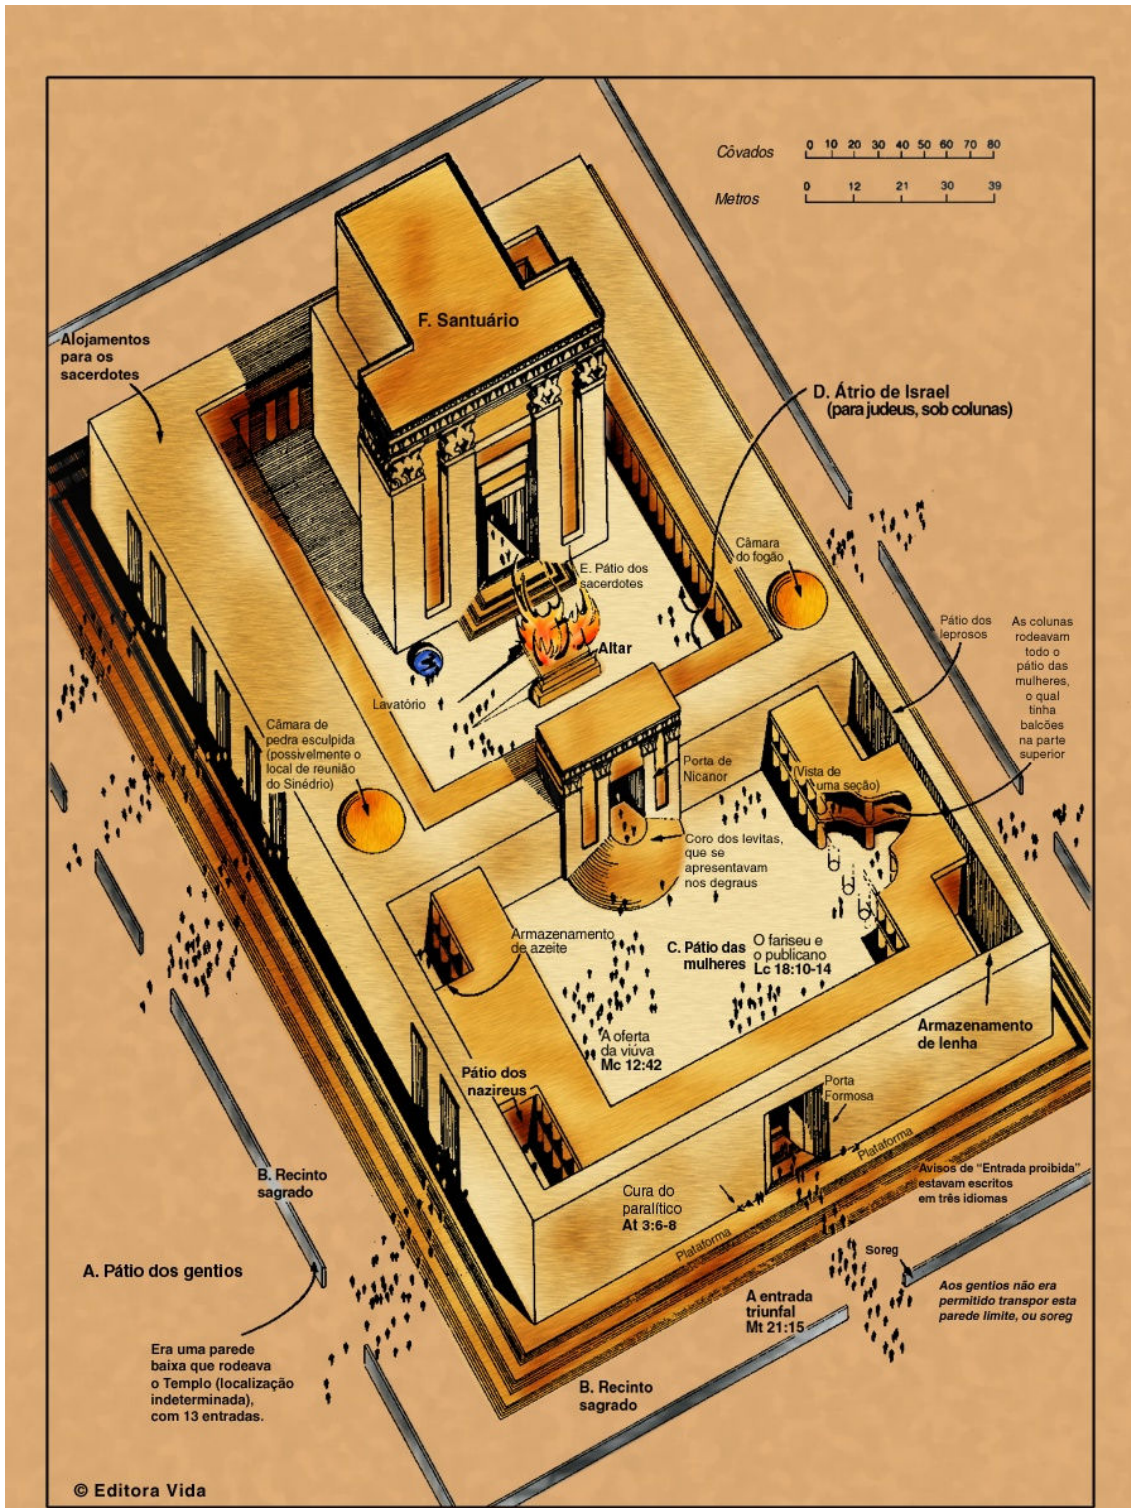 Côvados
0 10 20 30 40 50 60 70 80
Metros
0 12 21 30 39
F. Santuário
Alojamentos
para os
sacerdotes
D. Átrio de Israel
(para judeus, sob colunas)
Câmara
do fogão
E. Pátio dos
sacerdotes
Altar
Pátio dos
leprosos
As colunas
rodeavam
todo o
pátio das
mulheres,
o qual
tinha
balcões
na parte
superior
Lavatório
Câmara de
pedra esculpida
(possivelmente o
local de reunião
do Sinédrio)
Porta de
Nicanor
(Vista de
uma seção)
Coro dos levitas,
que se
apresentavam
nos degraus
Armazenamento
de azeite
C. Pátio das
mulheres
O fariseu e
o publicano
Lc 18:10-14
A oferta
da viúva
Mc 12:42
Armazenamento
de lenha
Pátio dos
nazireus
Porta
Formosa
Plataforma
Avisos de “Entrada proibida”
estavam escritos
em três idiomas
B. Recinto
sagrado
Cura do
paralítico
At 3:6-8
Plataforma
Soreg
A. Pátio dos gentios
A entrada
triunfal
Mt 21:15
Aos gentios não era
permitido transpor esta
parede limite, ou soreg
Era uma parede
baixa que rodeava
o Templo (localização
indeterminada),
com 13 entradas.
B. Recinto
sagrado
© Editora Vida